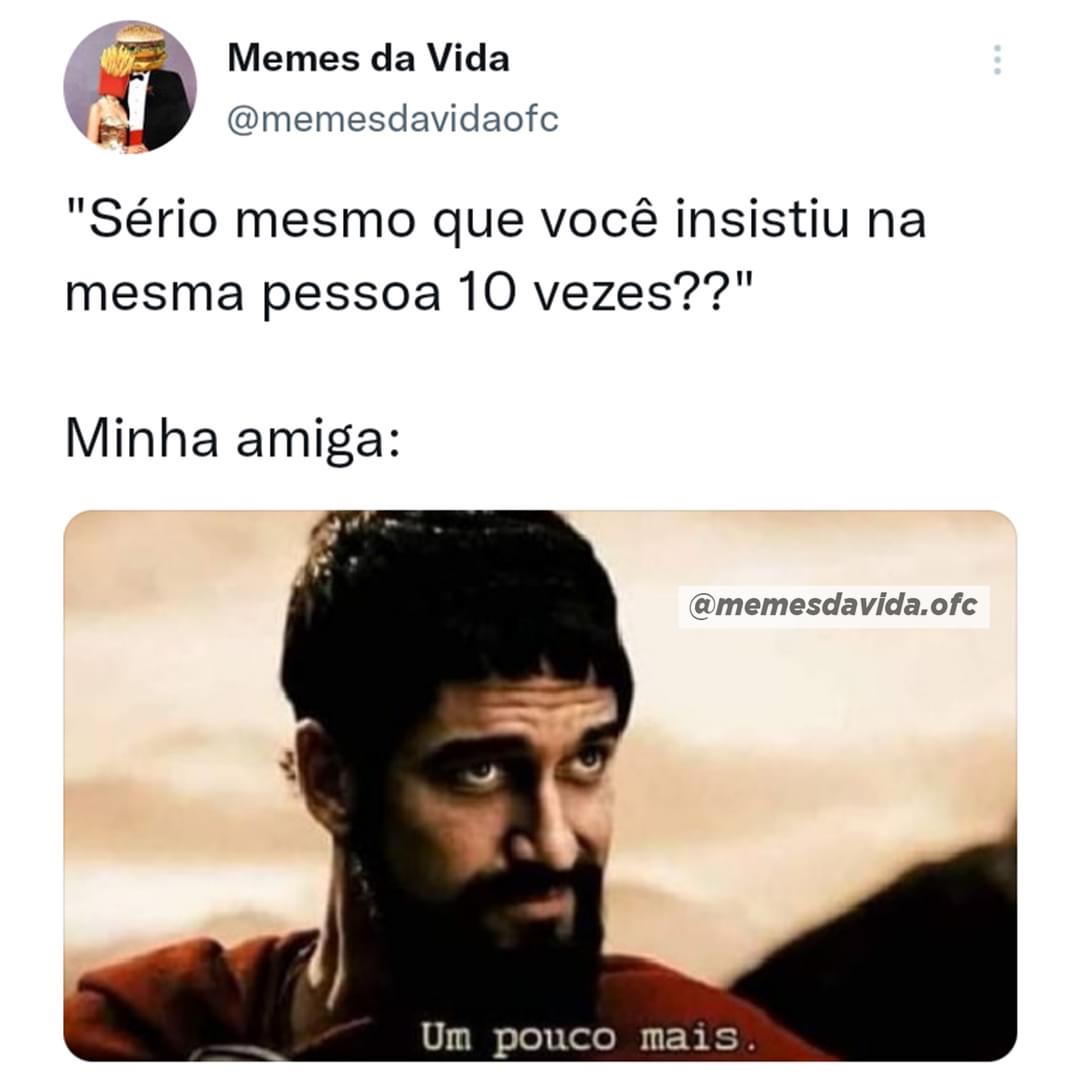 Memes da Vida
@memesdavidaofc
"Sério mesmo que você insistiu na
mesma pessoa 10 vezes??"
Minha amiga:
@memesdavida.ofc
Um pouco mais.